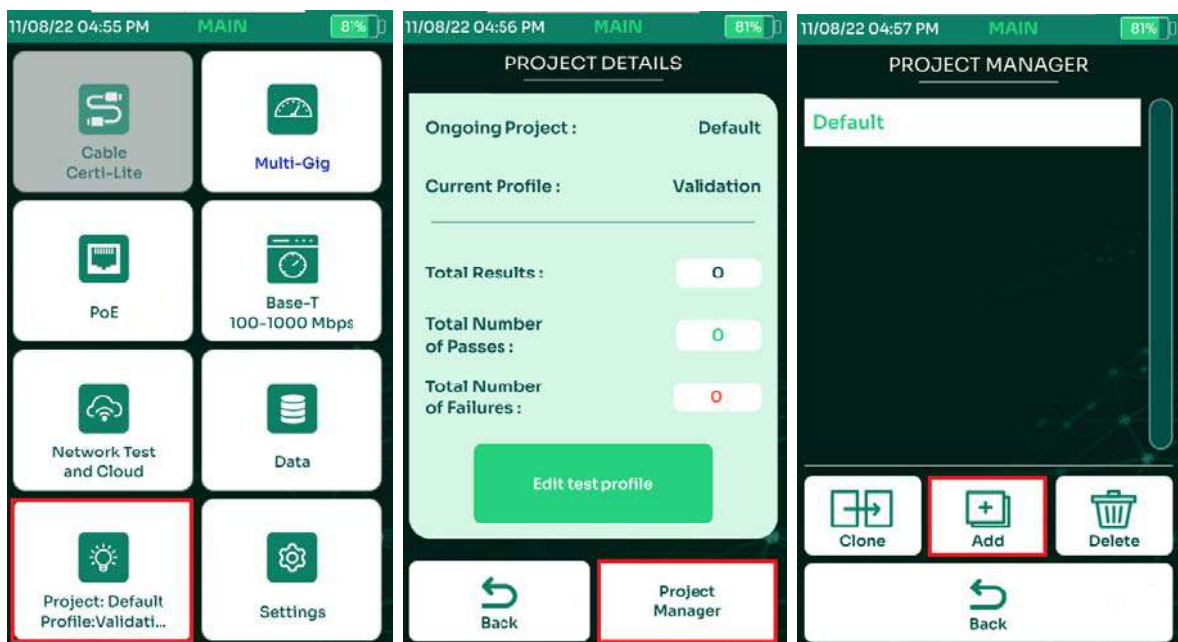 11/08/22 04:55 PM MAIN 81%
Cable
Certi-Lite
Multi-Gig
PoE
Base-T
100-1000 Mbps
Network Test
and Cloud
Data
Project: Default
Profile:Validati...
Settings
11/08/22 04:56 PM MAIN 81%
PROJECT DETAILS
Ongoing Project : Default
Current Profile : Validation
Total Results : 0
Total Number
of Passes : 0
Total Number
of Failures : 0
Edit test profile
Back
Project
Manager
11/08/22 04:57 PM MAIN 81%
PROJECT MANAGER
Default
Clone
Add
Delete
Back